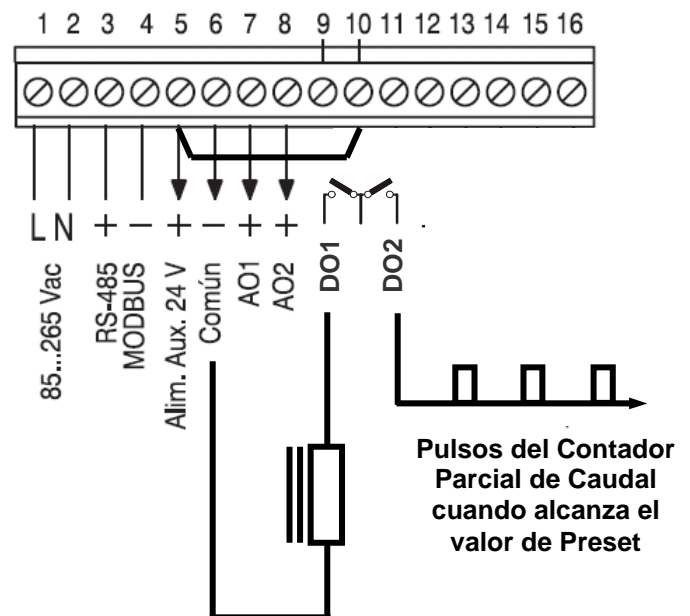 1 2 3 4 5 6 7 8 9 10 11 12 13 14 15 16
L N + − + − + +
85...265 Vac
RS-485
MODBUS
Alim. Aux. 24 V
Común
AO1
AO2
DO1
DO2
Pulsos del Contador
Parcial de Caudal
cuando alcanza el
valor de Preset